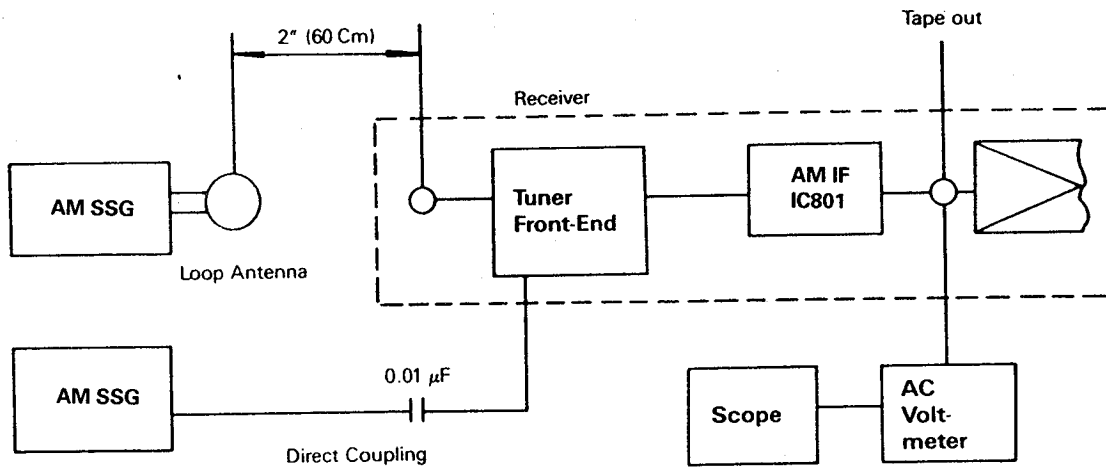 Tape out
2" (60 Cm)
Receiver
AM SSG
Loop Antenna
Tuner
Front-End
AM IF
IC801
AM SSG
0.01 μF
Direct Coupling
Scope
AC
Volt-
meter